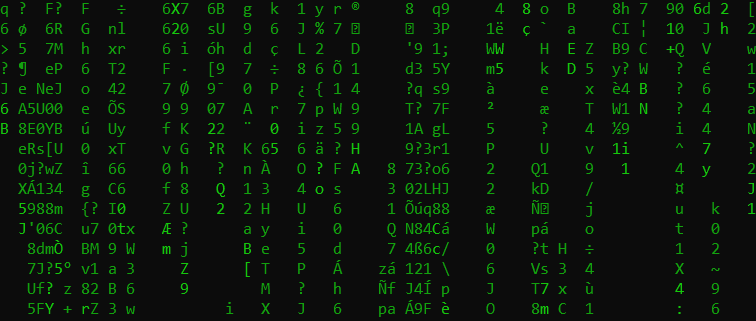 q ? F? F ÷ 6X7 6B g k 1 y r ® 8 q9 4 8 o B 8h 7 90 6d 2 [
6 ø 6R G nl 620 sU 9 6 J % 7 8 3P 1ë ç ` a CI ¦ 10 J h 2
> 5 7M h xr 6 i óh d ç L 2 D '9 1; WW H E Z B9 C +Q V w
? ¶ eP 6 T2 F · [9 7 ÷ 8 6 Õ 1 d3 5Y m5 k D 5 y? W ? é 1
J e NeJ o 42 7 Ø 9¯ 0 P ¿ { 1 4 ?q s9 à e x è4 B ? 6 5
6 A5U00 e ÕS 9 9 07 A r 7 p W 9 T? 7F ² æ T W1 N ? 4 a
B 8E0YB ú Uy f K 22 ¨ 0 i z 5 9 1A gL 5 ? 4 ¼9 i 4 N
eRs[U 0 xT v G ?R K 65 6 ä ? H 9?3r1 P U v 1i ^ 7 ?
0j?wZ î 66 0 h ? n À O ? F A 8 73?o6 2 Q1 9 1 4 y 2
XÁ134 g C6 f 8 Q 1 3 4 o s 3 02LHJ 2 kD / ¤ J
5988m {? I0 Z U 2 2 H U 6 1 Óúq88 æ Ñ j u k 1
J'06C u7 0tx Æ ? a y i 0 Q N84Cá W pá o t 0
8dmÒ BM 9 W m j B e 5 d 7 4ß6c/ 0 ?t H ÷ 1 2
7J?5º v1 a 3 Z [ T P Á zá 121 \ 6 Vs 3 4 X ~
Uf? z 82 B 6 9 M ? h Ñf J4Í p J T7 x ù 4 9
5FY + rZ 3 w i X J 6 pa Á9F è O 8m C 1 : 6